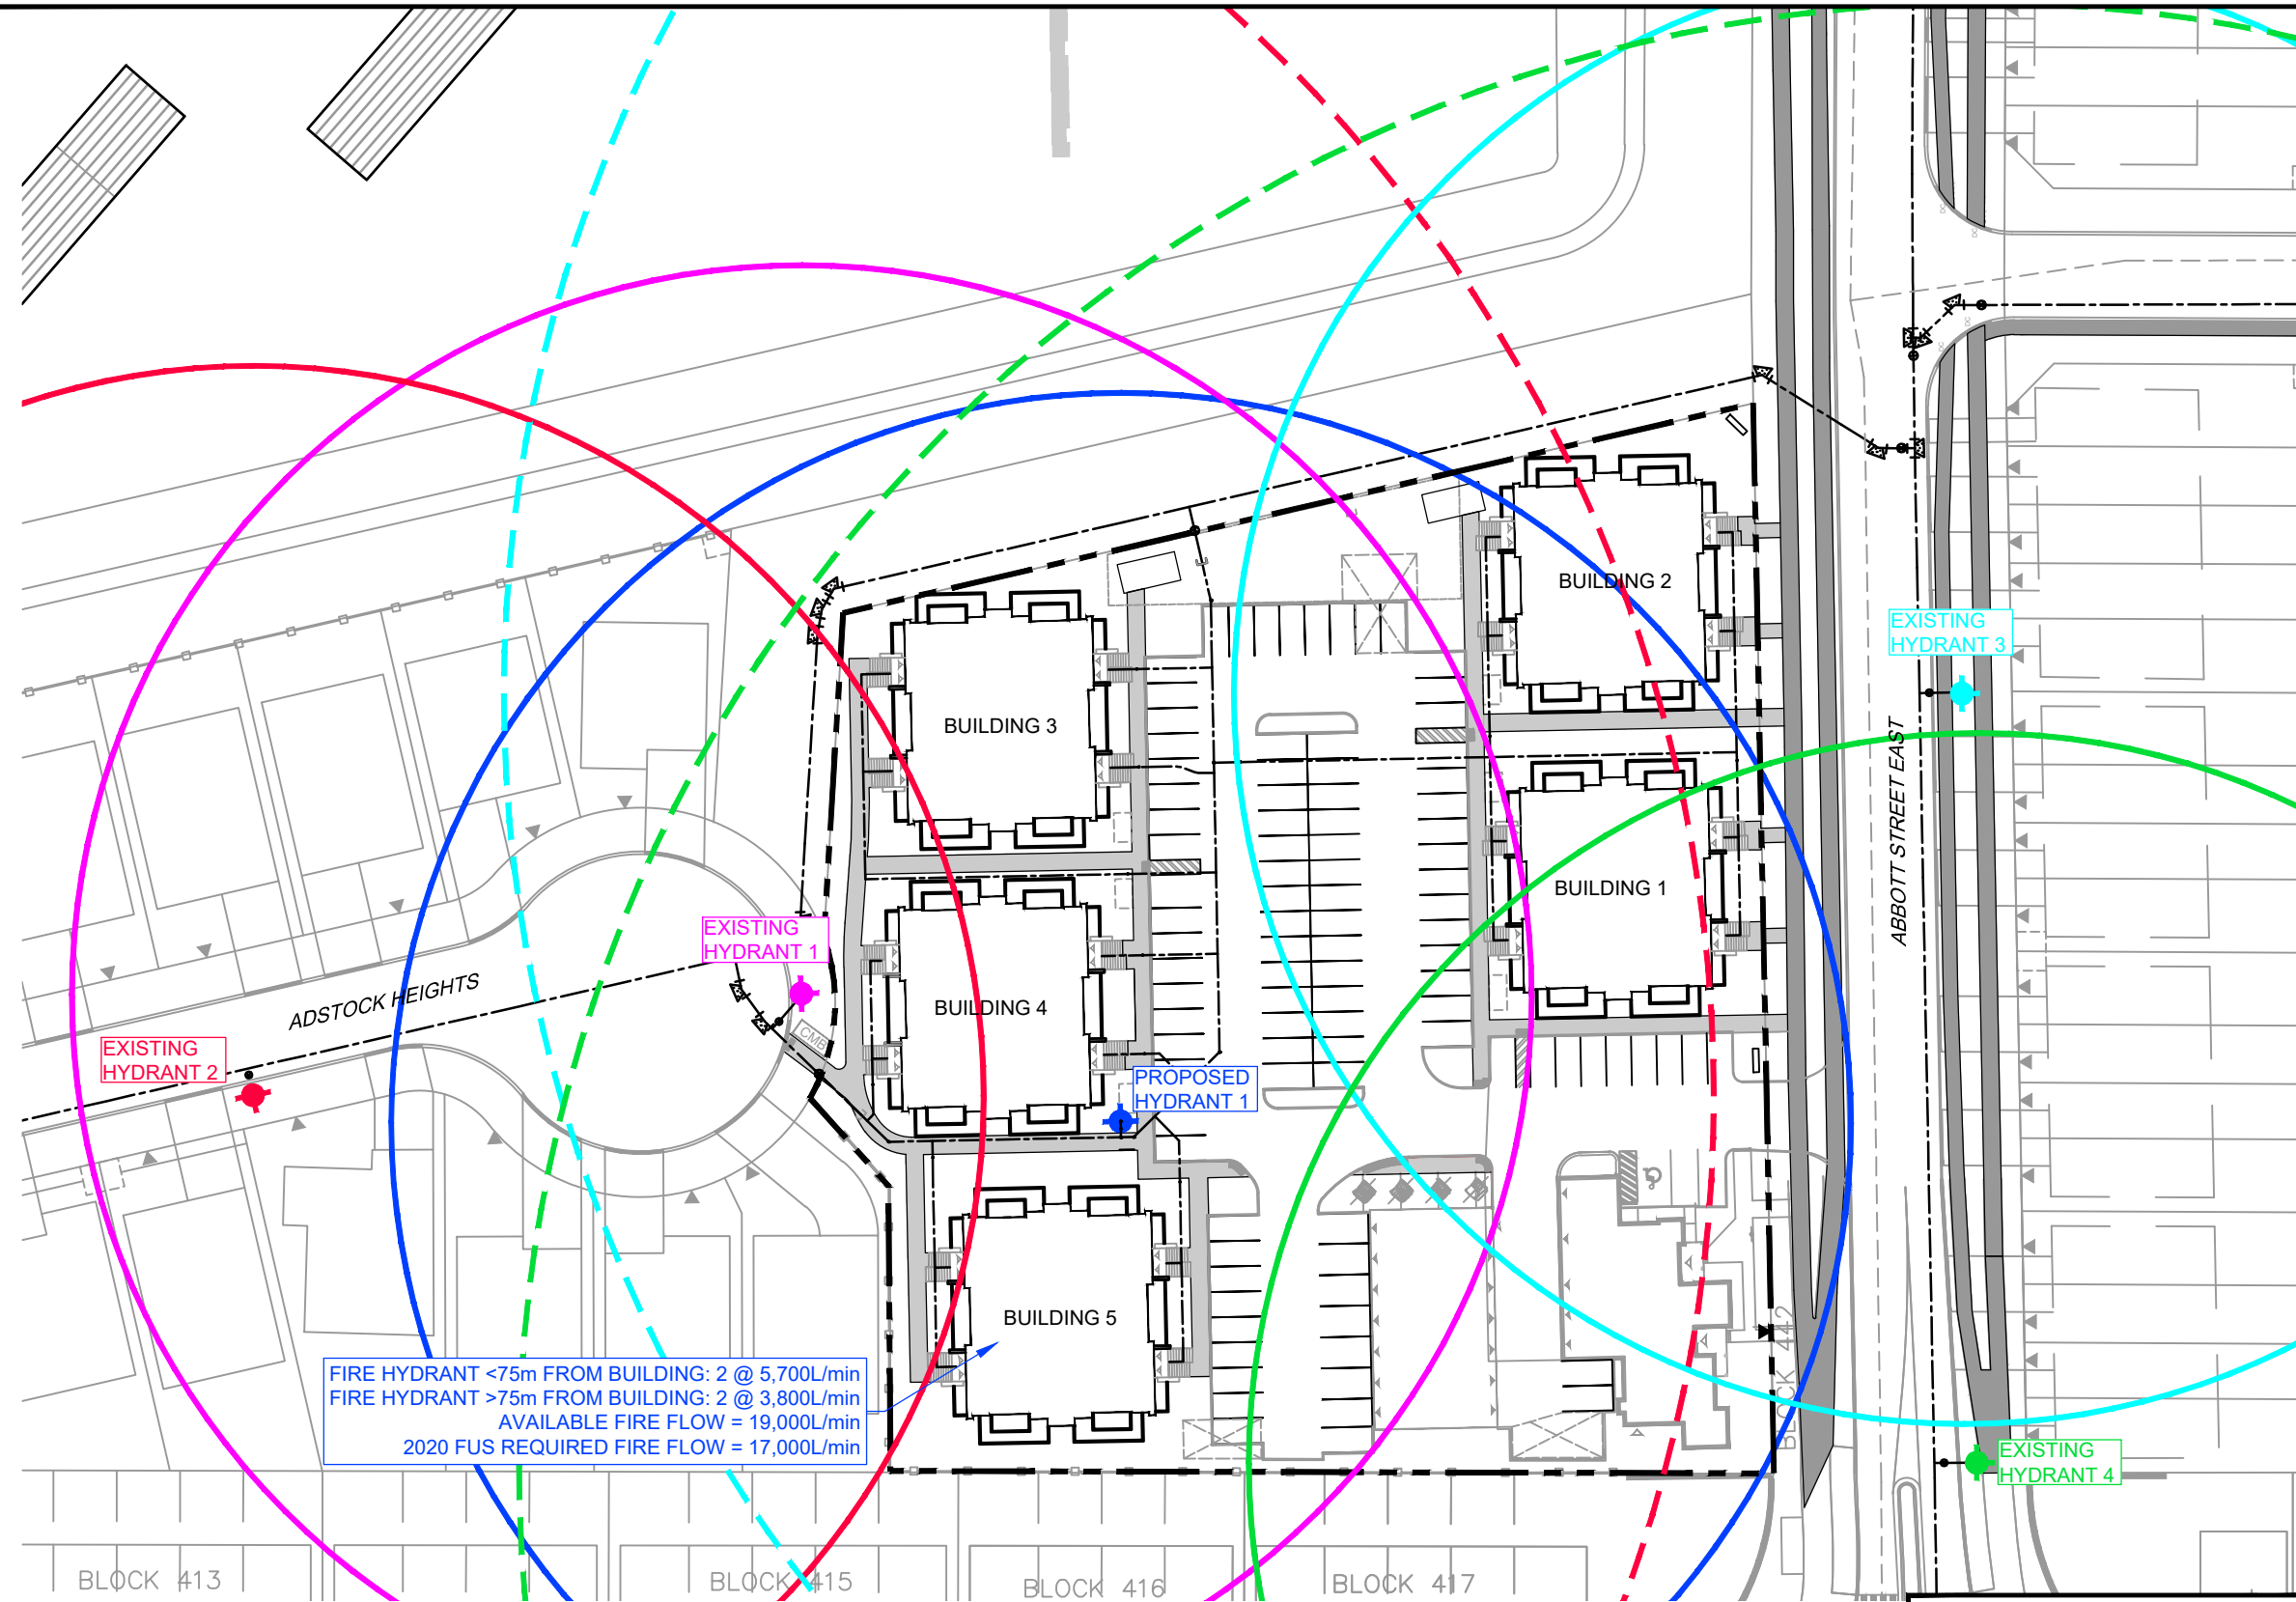 BUILDING 2
EXISTING
HYDRANT 3
BUILDING 3
ABBOTT STREET EAST
BUILDING 1
EXISTING
HYDRANT 1
ADSTOCK HEIGHTS
BUILDING 4
CMB
EXISTING
HYDRANT 2
PROPOSED
HYDRANT 1
BUILDING 5
FIRE HYDRANT <75m FROM BUILDING: 2 @ 5,700L/min
FIRE HYDRANT >75m FROM BUILDING: 2 @ 3,800L/min
AVAILABLE FIRE FLOW = 19,000L/min
2020 FUS REQUIRED FIRE FLOW = 17,000L/min
BLOCK 442
EXISTING
HYDRANT 4
BLOCK 413
BLOCK 415
BLOCK 416
BLOCK 417